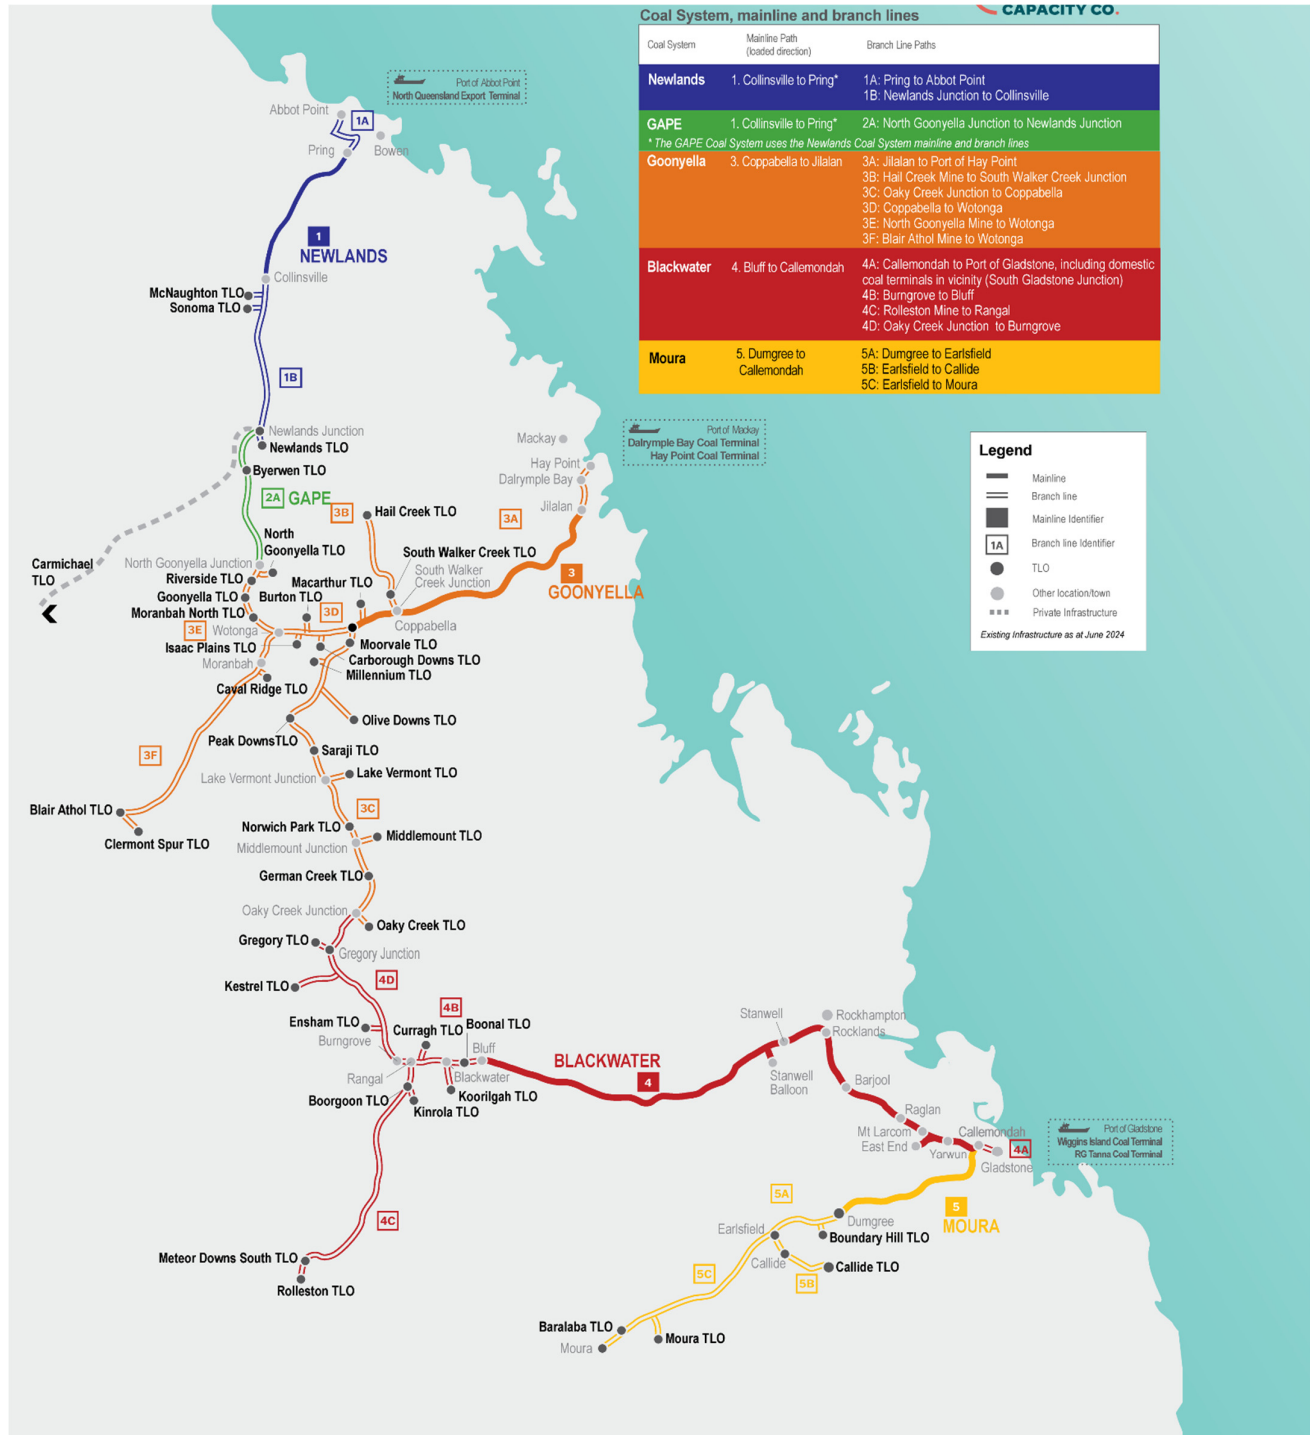 CAPACITY CO.
Coal System, mainline and branch lines
Coal System
Mainline Path
(loaded direction)
Branch Line Paths
Newlands
1. Collinsville to Pring*
1A: Pring to Abbot Point
1B: Newlands Junction to Collinsville
GAPE
1. Collinsville to Pring*
2A: North Goonyella Junction to Newlands Junction
* The GAPE Coal System uses the Newlands Coal System mainline and branch lines
Goonyella
3. Coppabella to Jilalan
3A: Jilalan to Port of Hay Point
3B: Hail Creek Mine to South Walker Creek Junction
3C: Oaky Creek Junction to Coppabella
3D: Coppabella to Wotonga
3E: North Goonyella Mine to Wotonga
3F: Blair Athol Mine to Wotonga
Blackwater
4. Bluff to Callemondah
4A: Callemondah to Port of Gladstone, including domestic
coal terminals in vicinity (South Gladstone Junction)
4B: Burngrove to Bluff
4C: Rolleston Mine to Rangal
4D: Oaky Creek Junction to Burngrove
Moura
5. Dumgree to
Callemondah
5A: Dumgree to Earlsfield
5B: Earlsfield to Callide
5C: Earlsfield to Moura
Port of Abbot Point
North Queensland Export Terminal
Abbot Point
1A
Bowen
Pring
1
NEWLANDS
Collinsville
McNaughton TLO
Sonoma TLO
1B
Newlands Junction
Newlands TLO
Byerwen TLO
2A GAPE
Port of Mackay
Dalrymple Bay Coal Terminal
Hay Point Coal Terminal
Mackay
Hay Point
Dalrymple Bay
Jilalan
3A
3B
Hail Creek TLO
North
Goonyella TLO
South Walker Creek TLO
South Walker
Creek Junction
Carmichael
TLO
North Goonyella Junction
Riverside TLO
Goonyella TLO
Moranbah North TLO
Macarthur TLO
Burton TLO
3D
3
GOONYELLA
Coppabella
3E
Wotonga
Isaac Plains TLO
Moorvale TLO
Carborough Downs TLO
Millennium TLO
Moranbah
Caval Ridge TLO
Olive Downs TLO
Peak DownsTLO
Saraji TLO
3F
Lake Vermont Junction
Lake Vermont TLO
Blair Athol TLO
Clermont Spur TLO
3C
Norwich Park TLO
Middlemount TLO
Middlemount Junction
German Creek TLO
Oaky Creek Junction
Oaky Creek TLO
Gregory TLO
Gregory Junction
Kestrel TLO
4D
4B
Ensham TLO
Burngrove
Curragh TLO
Boonal TLO
Bluff
Rangal
Blackwater
Boorgoon TLO
Koorilgah TLO
Kinrola TLO
BLACKWATER
4
Stanwell
Rockhampton
Rocklands
Stanwell
Balloon
Barjool
Raglan
Mt Larcom
East End
Callemondah
Yarwun
4A
Gladstone
Port of Gladstone
Wiggins Island Coal Terminal
RG Tanna Coal Terminal
4C
Meteor Downs South TLO
Rolleston TLO
5A
5
MOURA
Dumgree
Earlsfield
Boundary Hill TLO
Callide
5B
Callide TLO
5C
Baralaba TLO
Moura TLO
Moura
Legend
Mainline
Branch line
Mainline Identifier
1A
Branch line Identifier
TLO
Other location/town
Private Infrastructure
Existing Infrastructure as at June 2024